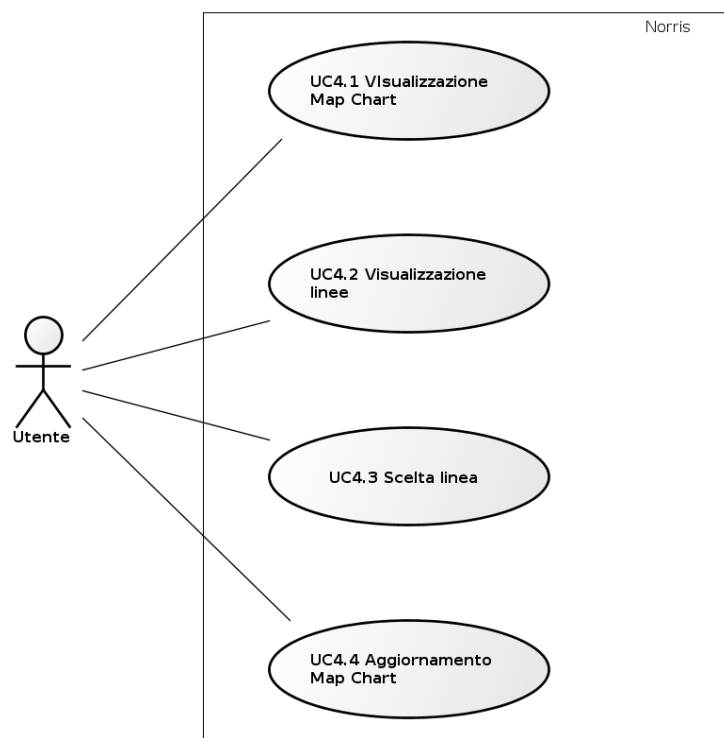 Norris
UC4.1 VIsualizzazione
Map Chart
UC4.2 Visualizzazione
linee
Utente
UC4.3 Scelta linea
UC4.4 Aggiornamento
Map Chart